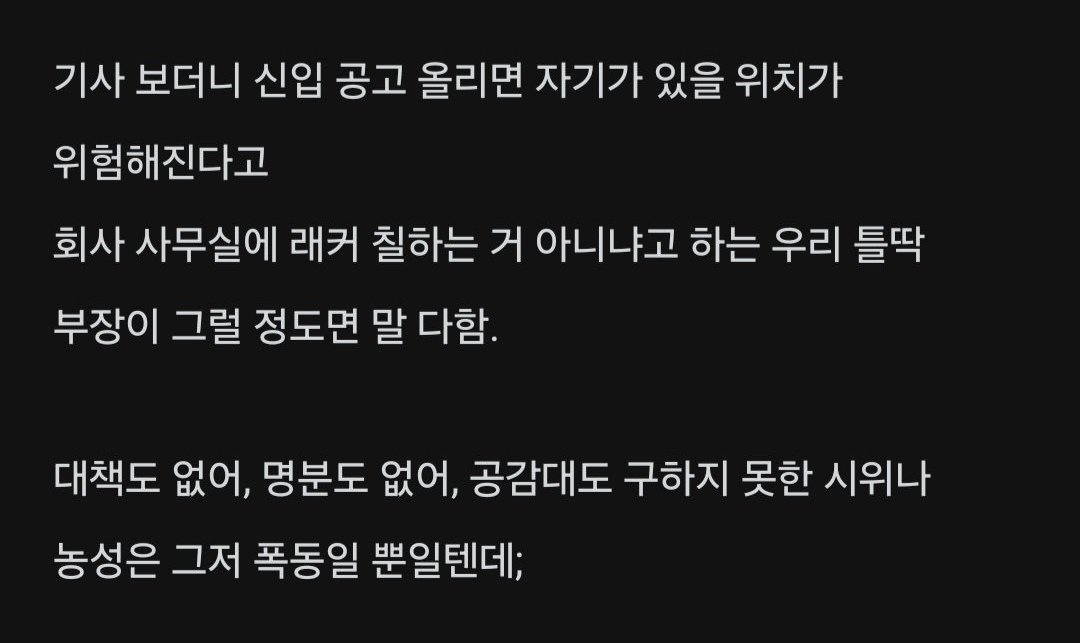 기사 보더니 신입 공고 올리면 자기가 있을 위치가
위험해진다고
회사 사무실에 래커 칠하는 거 아니냐고 하는 우리 틀딱
부장이 그럴 정도면 말 다함.
대책도 없어, 명분도 없어, 공감대도 구하지 못한 시위나
농성은 그저 폭동일 뿐일텐데;